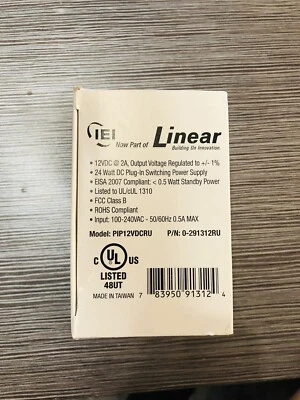 IEI Now Part of Linear
Building On Innovation
• 12VDC @ 2A, Output Voltage Regulated to +/- 1%
• 24 Watt DC Plug-In Switching Power Supply
• EISA 2007 Compliant: < 0.5 Watt Standby Power
• Listed to UL/cUL 1310
• FCC Class B
• ROHS Compliant
• Input: 100-240VAC - 50/60Hz 0.5A MAX
Model: PIP12VDCRU P/N: 0-291312RU
C UL US
LISTED
48UT
MADE IN TAIWAN 7 83950 91312 4